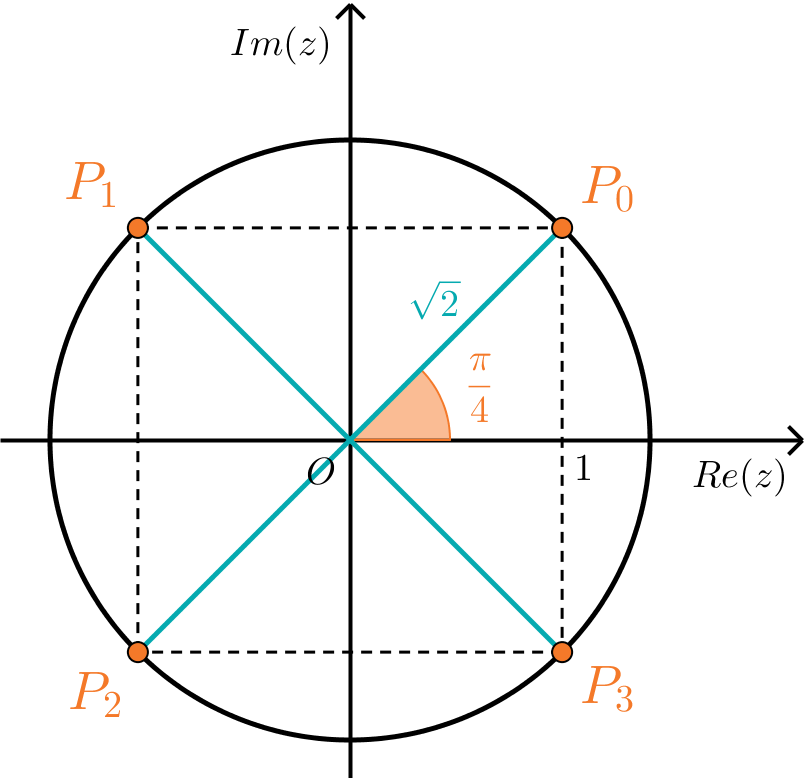 Im(z)
P₁
P₀
√2
π/4
O
1
Re(z)
P₂
P₃